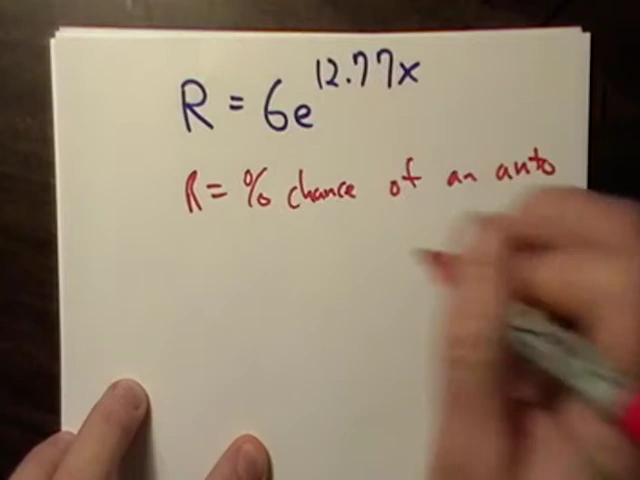 R = 6e^12.77x
R = % chance of an auto